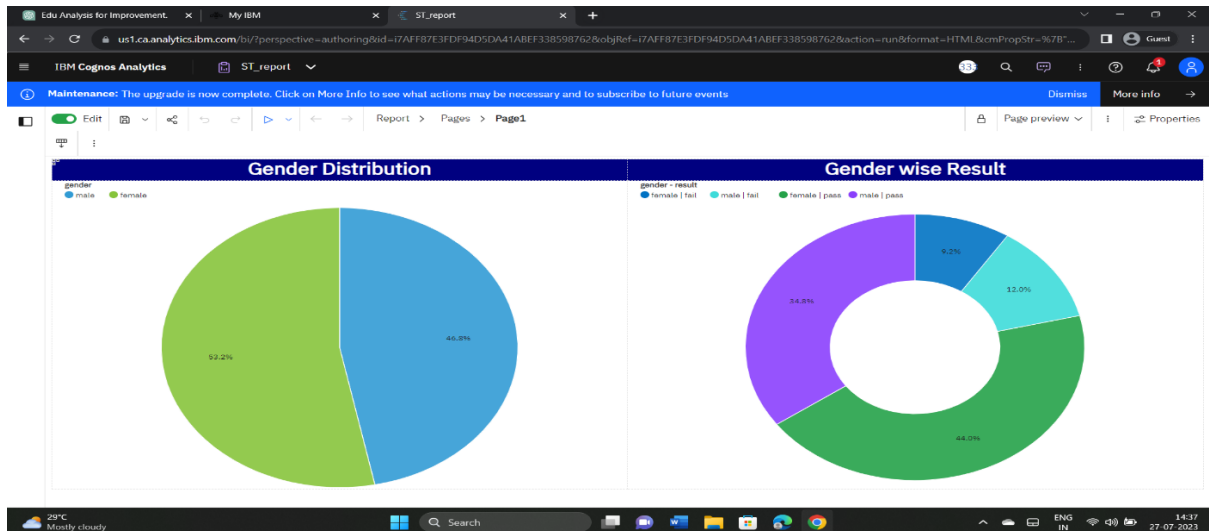 Edu Analysis for Improvement.
My IBM
ST_report
us1.ca.analytics.ibm.com/bi/?perspective=authoring&id=i7AFF87E3FDF94D5DA41ABEF338598762&objRef=i7AFF87E3FDF94D5DA41ABEF338598762&action=run&format=HTML&cmPropStr=%7B"...
Guest
IBM Cognos Analytics
ST_report
33
1
Maintenance: The upgrade is now complete. Click on More Info to see what actions may be necessary and to subscribe to future events
Dismiss
More info
Edit
Report > Pages > Page1
Page preview
Properties
Gender Distribution
gender
male
female
46.8%
53.2%
Gender wise Result
gender - result
female | fail
male | fail
female | pass
male | pass
9.2%
12.0%
34.8%
44.0%
29°C
Mostly cloudy
Search
ENG
IN
14:37
27-07-2023